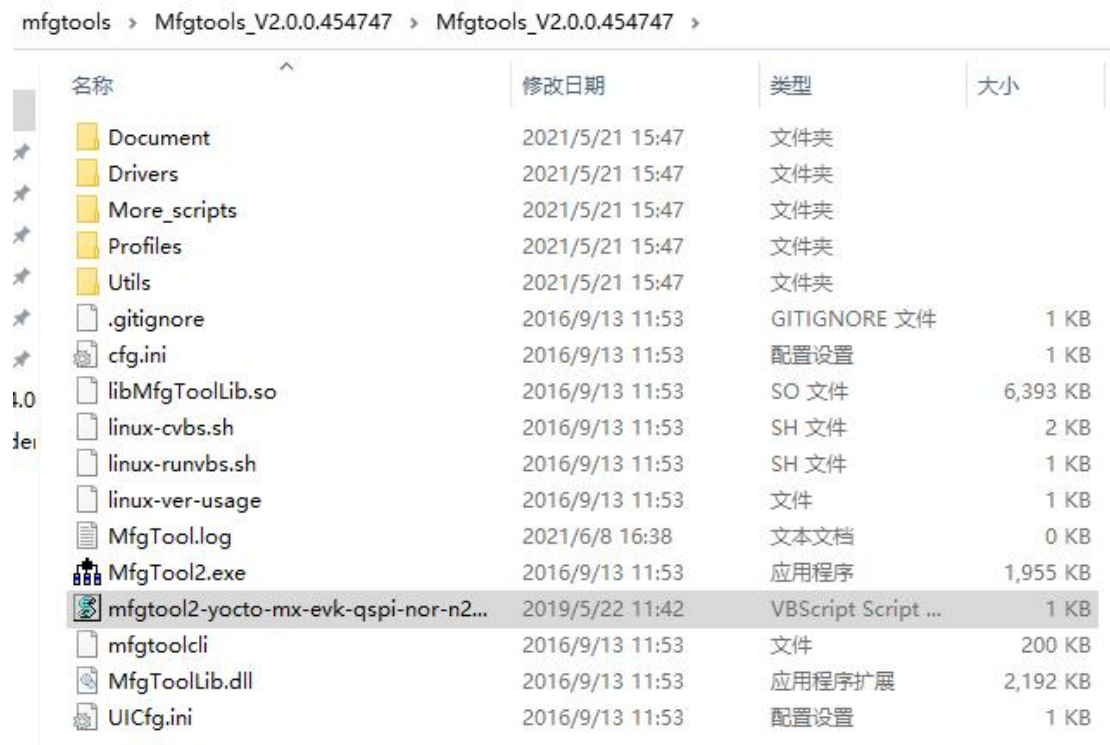 mfgtools › Mfgtools_V2.0.0.454747 › Mfgtools_V2.0.0.454747 ›
名称 修改日期 类型 大小
Document 2021/5/21 15:47 文件夹
Drivers 2021/5/21 15:47 文件夹
More_scripts 2021/5/21 15:47 文件夹
Profiles 2021/5/21 15:47 文件夹
Utils 2021/5/21 15:47 文件夹
.gitignore 2016/9/13 11:53 GITIGNORE 文件 1 KB
cfg.ini 2016/9/13 11:53 配置设置 1 KB
libMfgToolLib.so 2016/9/13 11:53 SO 文件 6,393 KB
linux-cvbs.sh 2016/9/13 11:53 SH 文件 2 KB
linux-runvbs.sh 2016/9/13 11:53 SH 文件 1 KB
linux-ver-usage 2016/9/13 11:53 文件 1 KB
MfgTool.log 2021/6/8 16:38 文本文档 0 KB
MfgTool2.exe 2016/9/13 11:53 应用程序 1,955 KB
mfgtool2-yocto-mx-evk-qspi-nor-n2... 2019/5/22 11:42 VBScript Script ... 1 KB
mfgtoolcli 2016/9/13 11:53 文件 200 KB
MfgToolLib.dll 2016/9/13 11:53 应用程序扩展 2,192 KB
UICfg.ini 2016/9/13 11:53 配置设置 1 KB